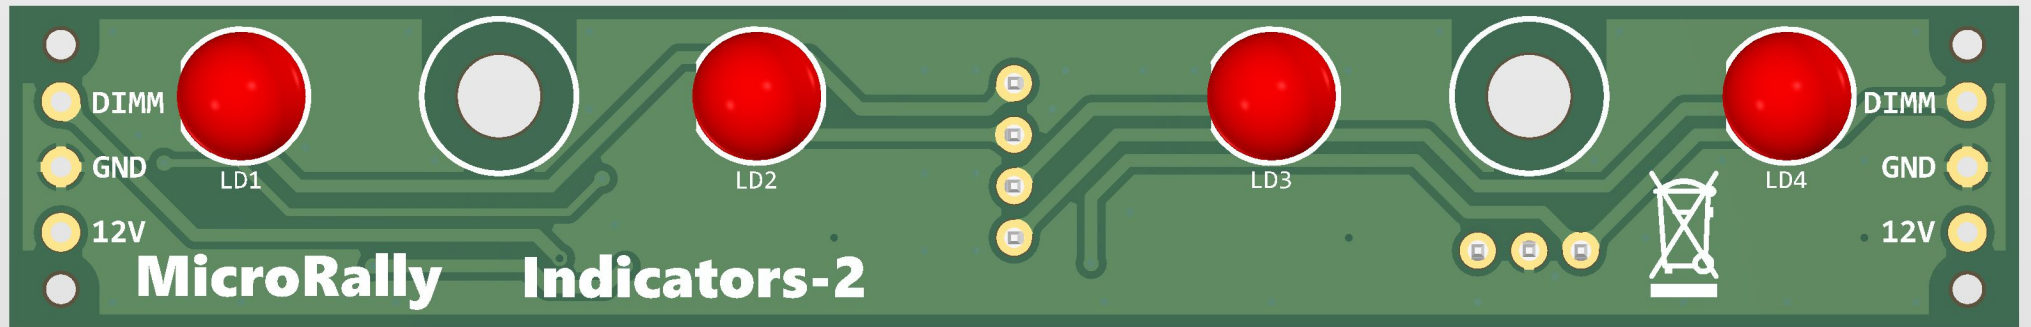 DIMM
GND
12V
LD1
LD2
LD3
LD4
DIMM
GND
12V
MicroRally Indicators-2